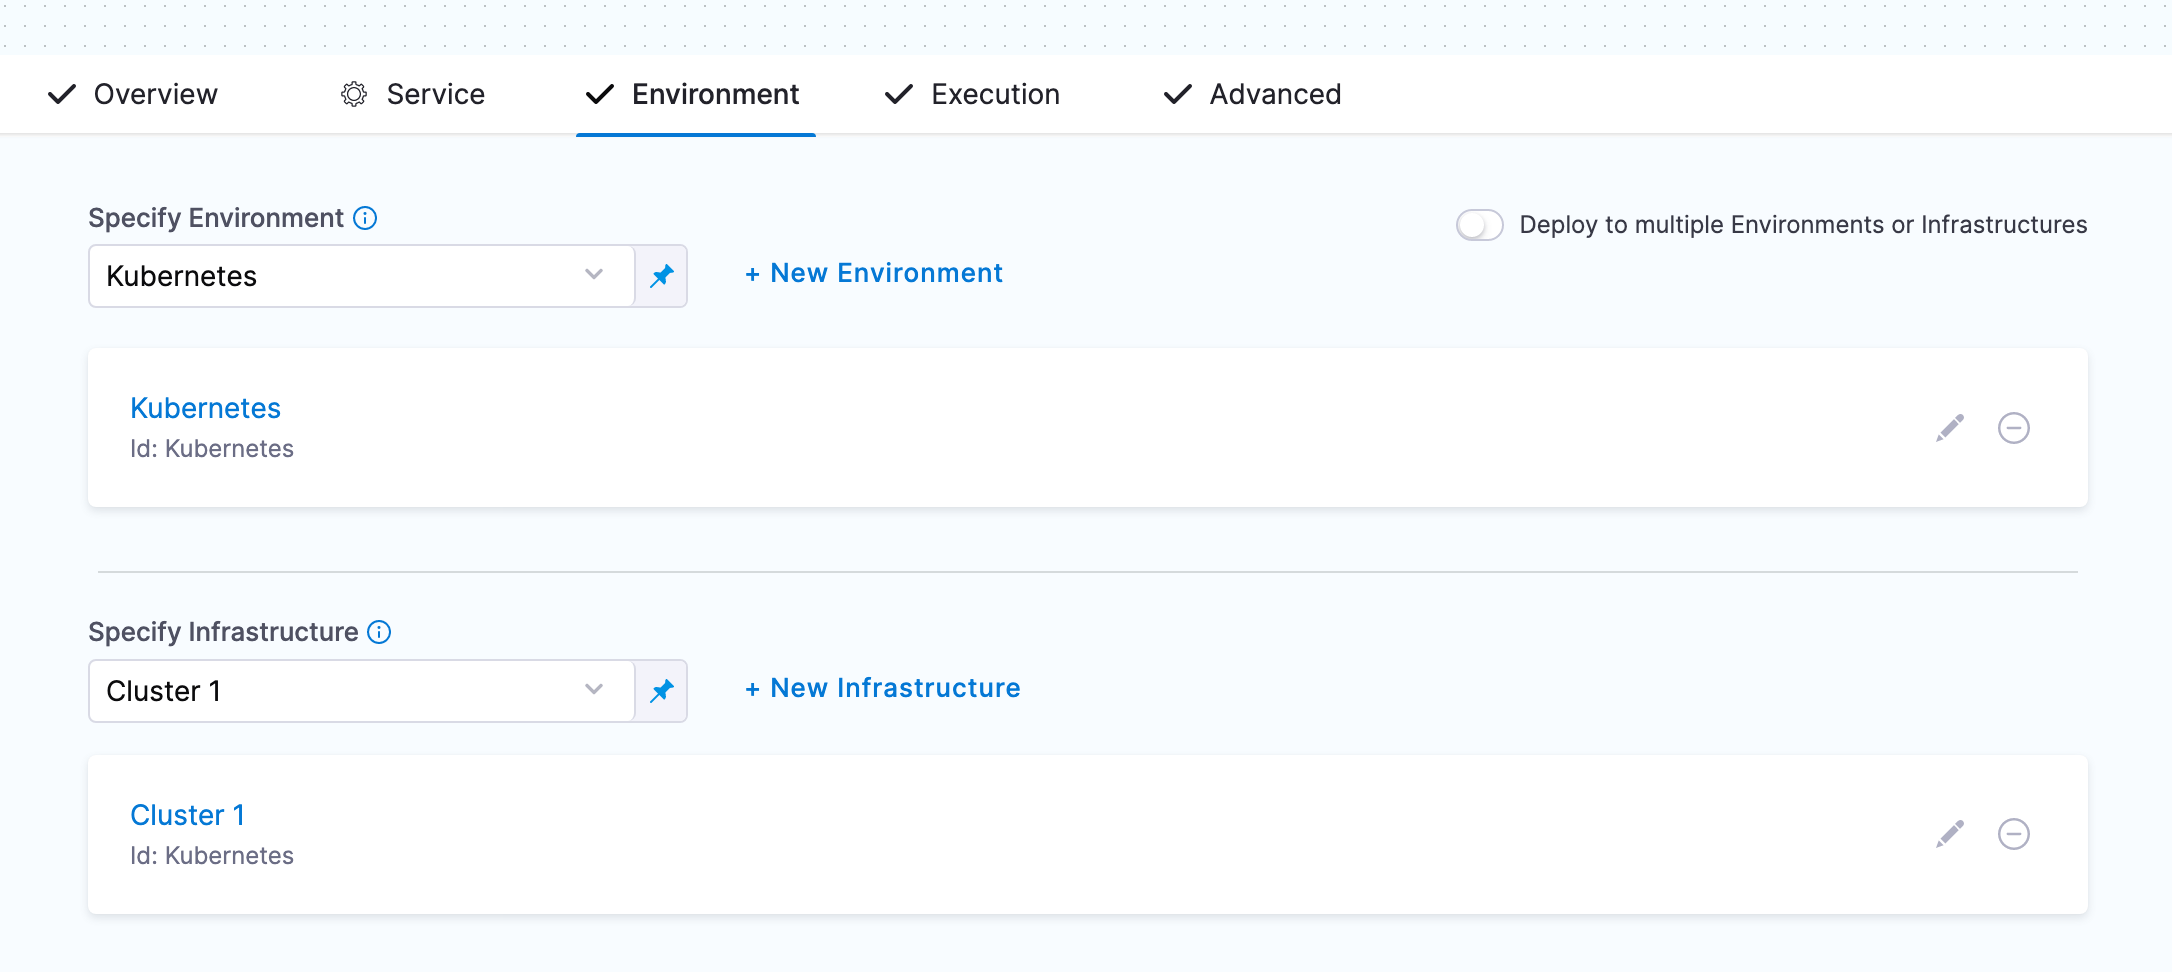 Overview
Service
Environment
Execution
Advanced
Specify Environment
Deploy to multiple Environments or Infrastructures
Kubernetes
+ New Environment
Kubernetes
Id: Kubernetes
Specify Infrastructure
Cluster 1
+ New Infrastructure
Cluster 1
Id: Kubernetes